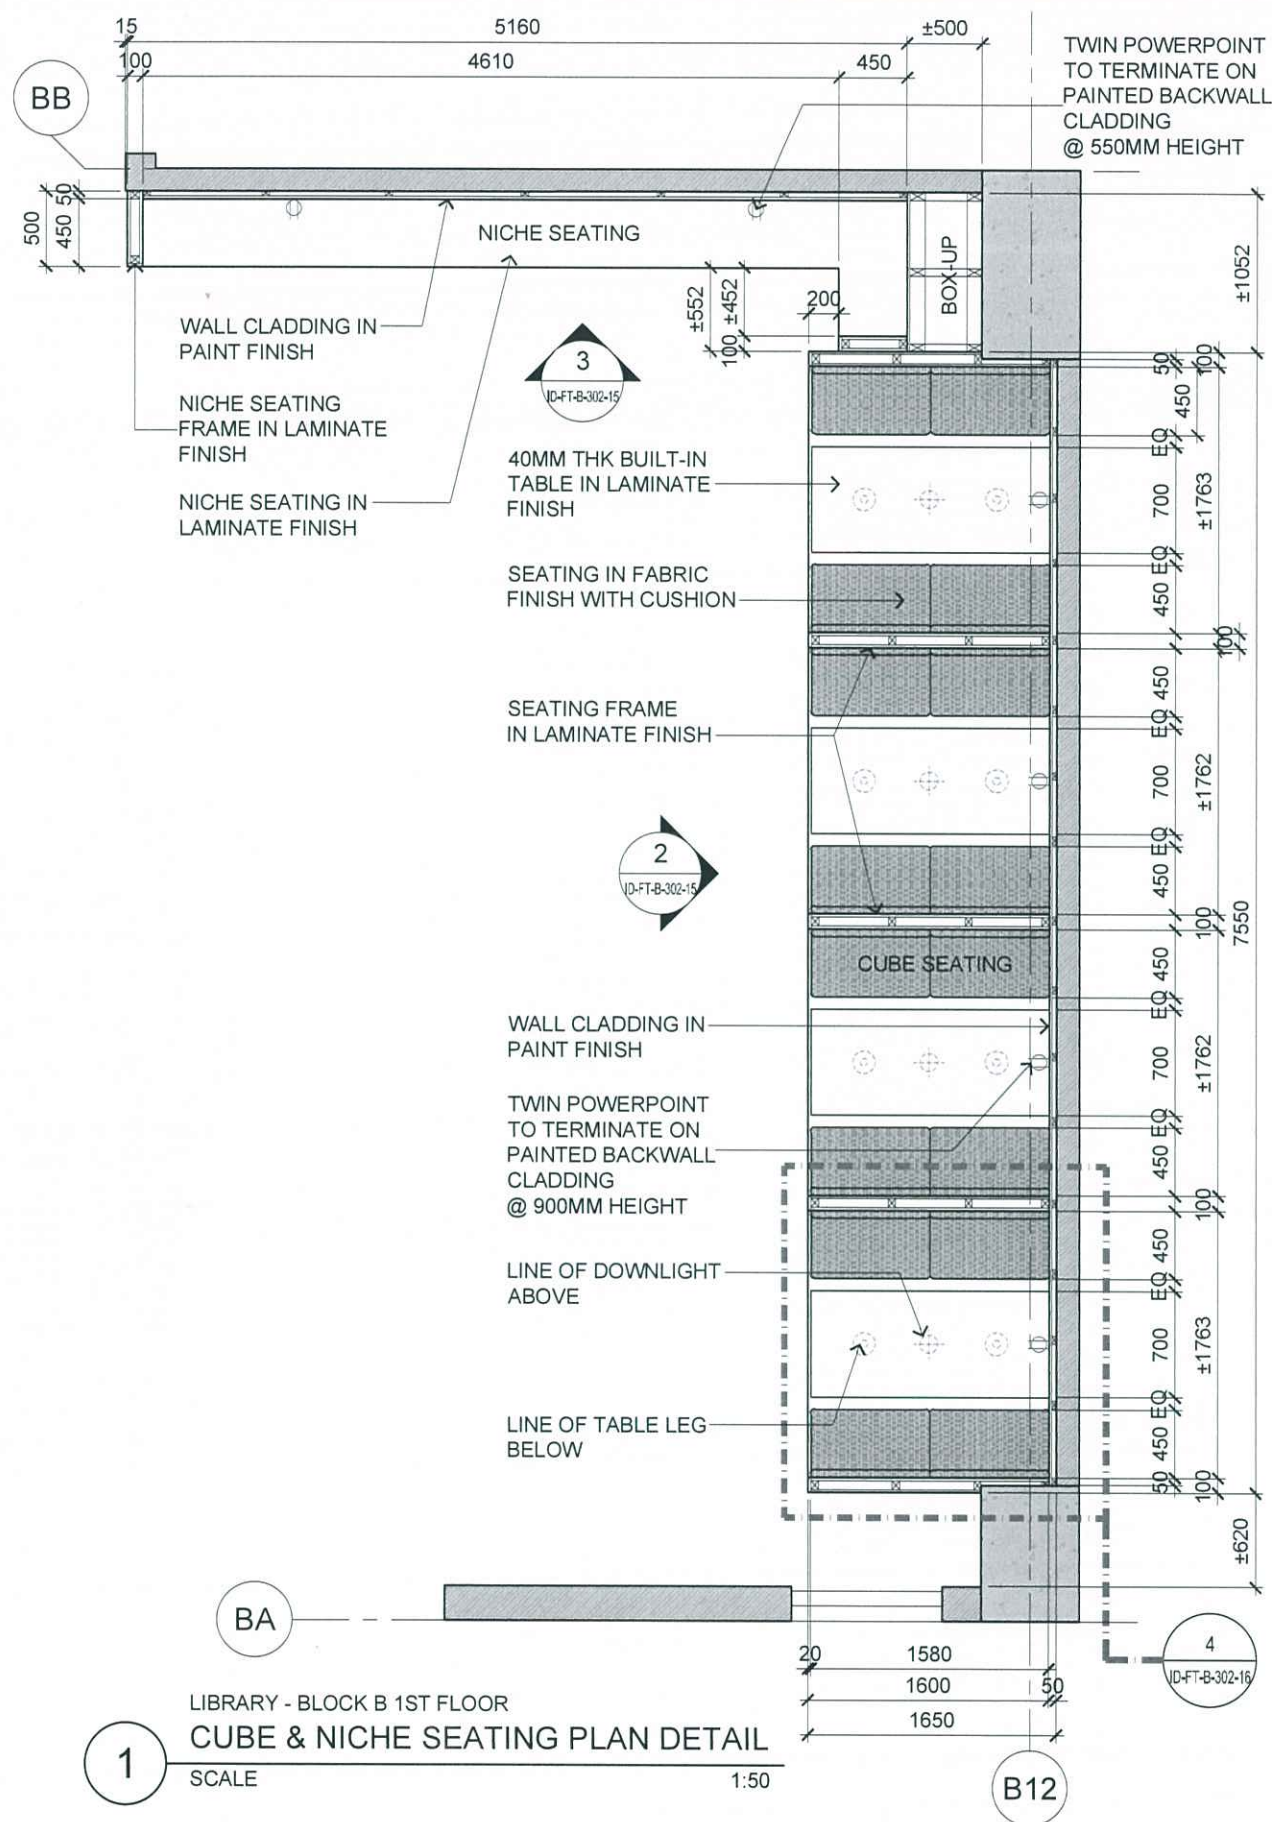 15
5160
±500
100
4610
450
TWIN POWERPOINT
TO TERMINATE ON
PAINTED BACKWALL
CLADDING
@ 550MM HEIGHT
BB
500
50
450
NICHE SEATING
BOX-UP
±1052
±552
±452
100
200
WALL CLADDING IN
PAINT FINISH
3
ID-FT-B-302-15
NICHE SEATING
FRAME IN LAMINATE
FINISH
NICHE SEATING IN
LAMINATE FINISH
40MM THK BUILT-IN
TABLE IN LAMINATE
FINISH
SEATING IN FABRIC
FINISH WITH CUSHION
SEATING FRAME
IN LAMINATE FINISH
2
ID-FT-B-302-15
CUBE SEATING
WALL CLADDING IN
PAINT FINISH
TWIN POWERPOINT
TO TERMINATE ON
PAINTED BACKWALL
CLADDING
@ 900MM HEIGHT
LINE OF DOWNLIGHT
ABOVE
LINE OF TABLE LEG
BELOW
50
100
450
EQ
700
±1763
EQ
450
100
450
EQ
700
±1762
EQ
450
100
7550
450
EQ
700
±1762
EQ
450
100
450
EQ
700
±1763
EQ
450
50
100
±620
BA
20
1580
1600
50
1650
4
ID-FT-B-302-16
B12
1
LIBRARY - BLOCK B 1ST FLOOR
CUBE & NICHE SEATING PLAN DETAIL
SCALE
1:50